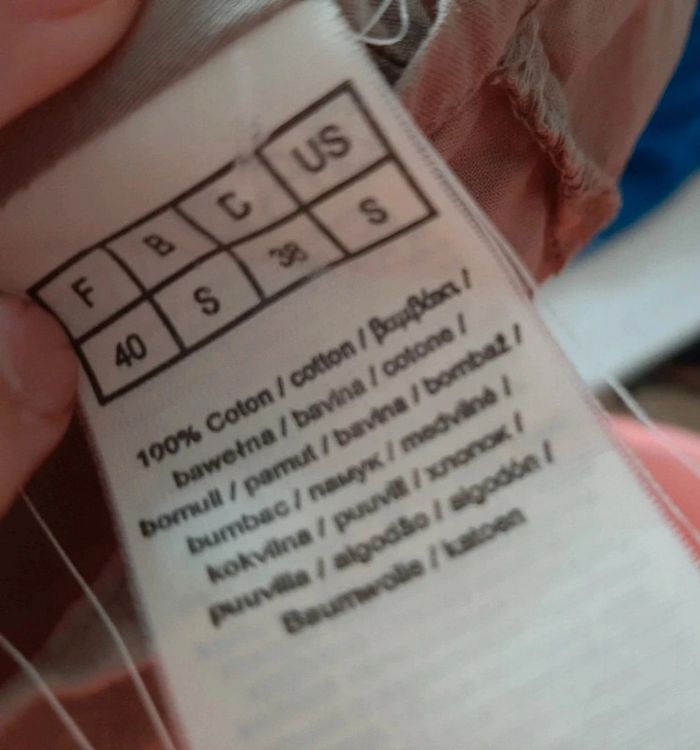 F B C US
40 S 38 S
100% Coton / cotton / βαμβάκι /
bawełna / bavlna / cotone /
bomull / pamut / bavlna / bombaž /
bumbac / памук / medvilnė /
kokvilna / puuvill / хлопок /
puuvilla / algodão / algodón /
Baumwolle / katoen